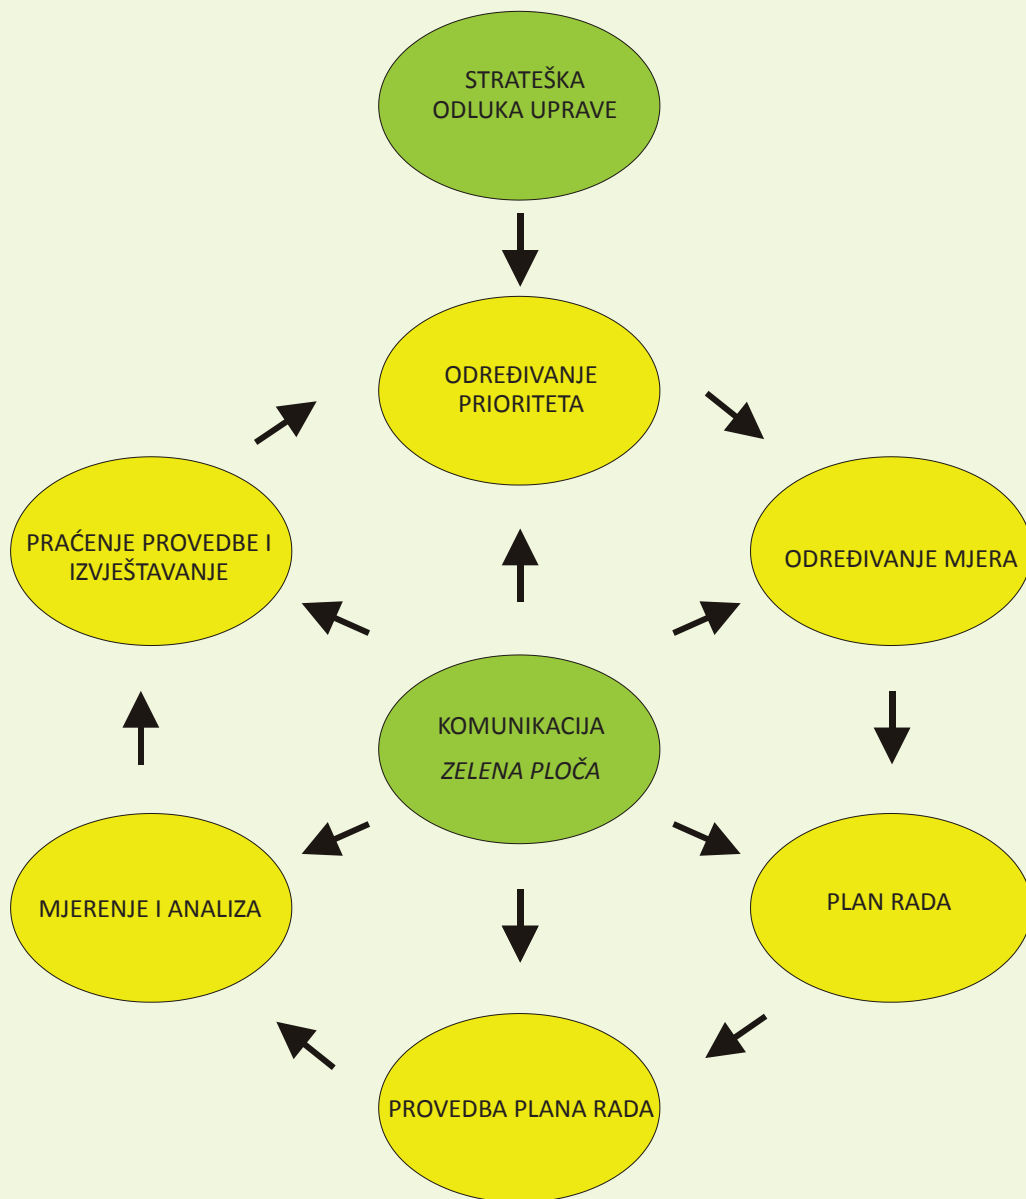 STRATEŠKA
ODLUKA UPRAVE
ODREĐIVANJE
PRIORITETA
PRAĆENJE PROVEDBE I
IZVJEŠTAVANJE
ODREĐIVANJE MJERA
KOMUNIKACIJA
ZELENA PLOČA
MJERENJE I ANALIZA
PLAN RADA
PROVEDBA PLANA RADA